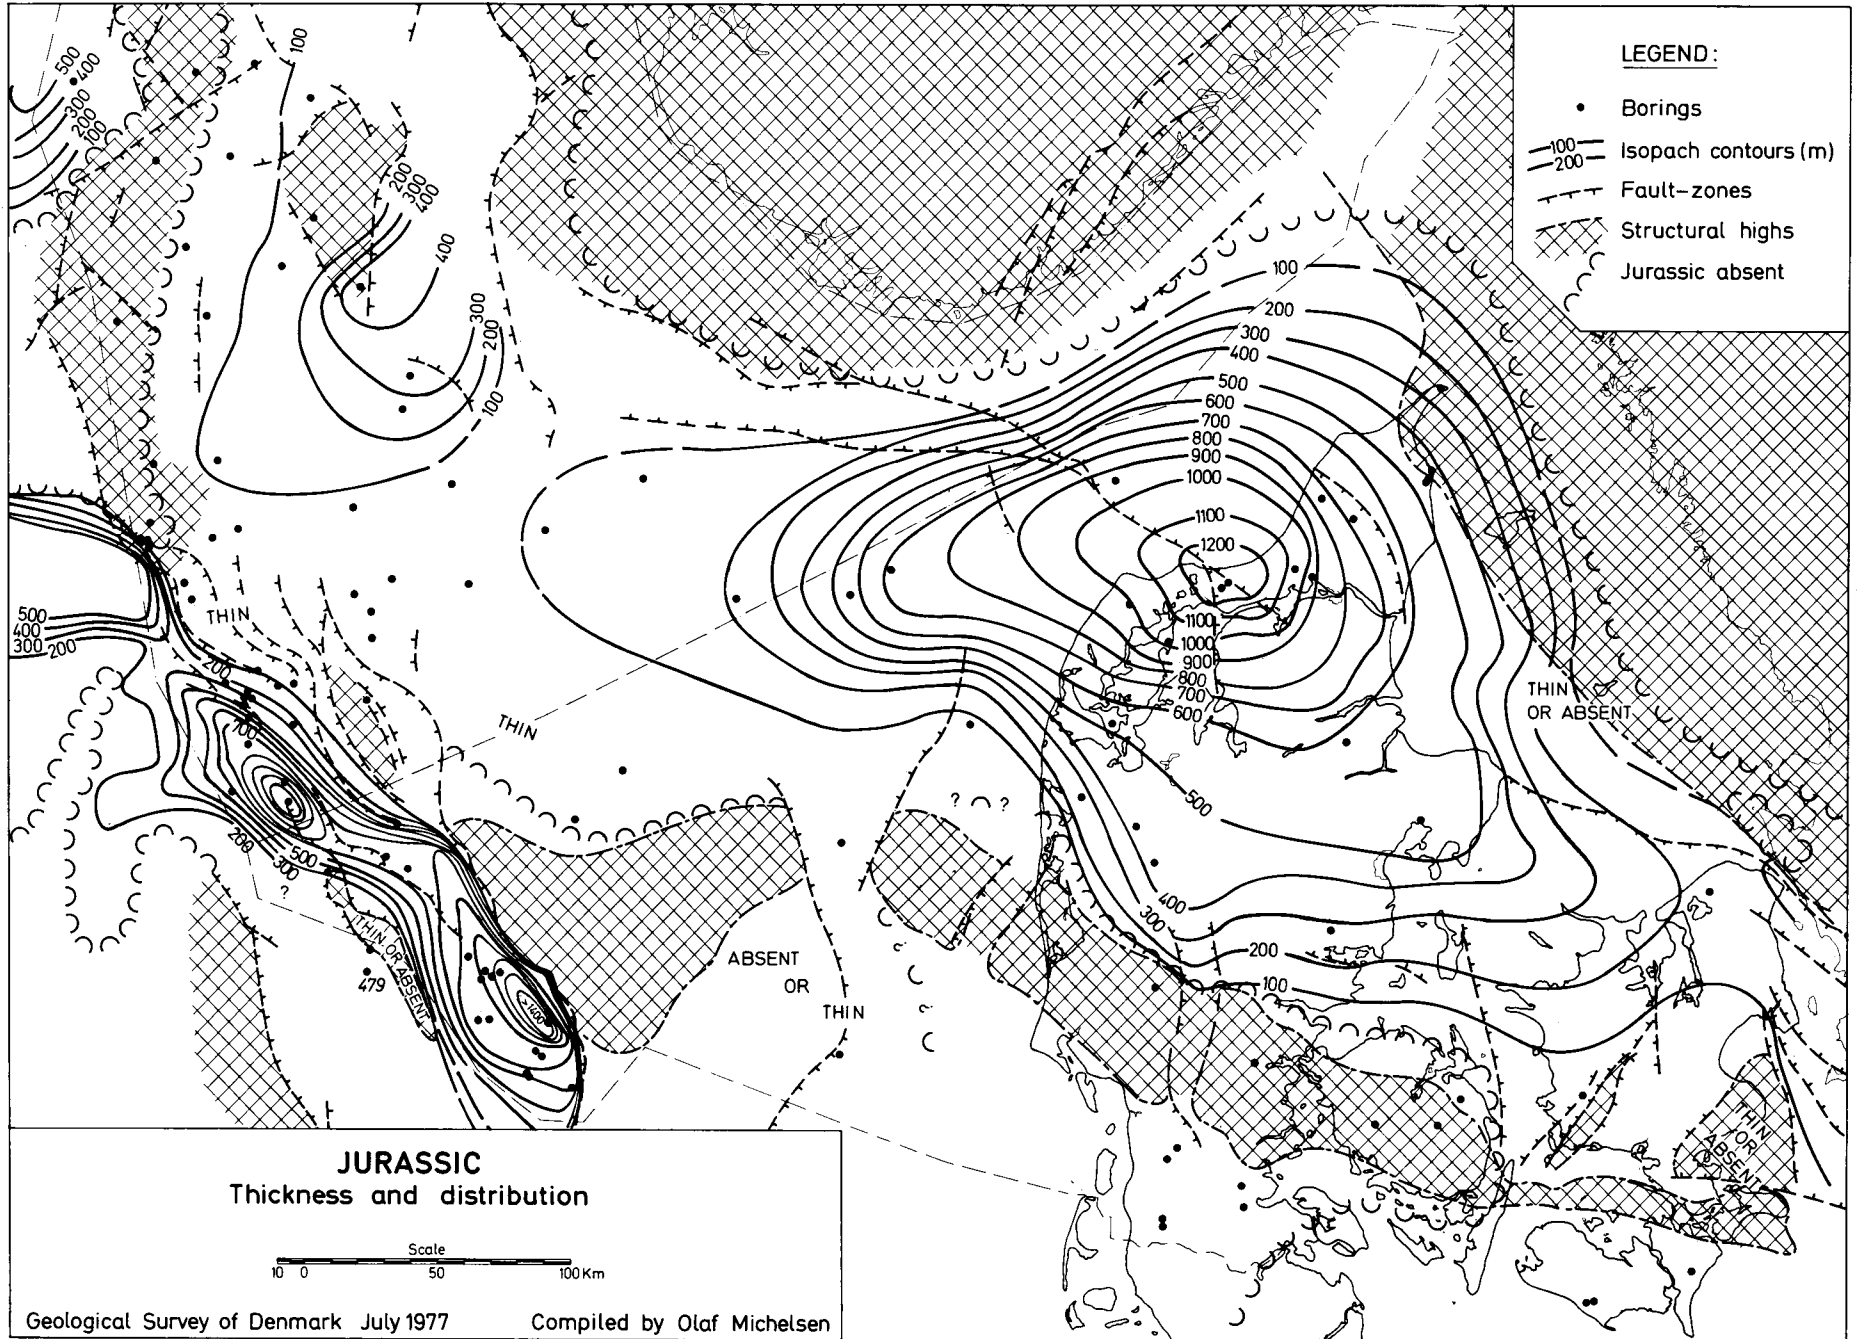 LEGEND:
Borings
100
200
Isopach contours (m)
Fault-zones
Structural highs
Jurassic absent
500
400
300
200
100
100
200
300
400
400
300
200
100
100
200
300
400
500
600
700
800
900
1000
1100
1200
1100
1000
900
800
700
600
500
400
300
200
100
THIN
OR ABSENT
THIN
500
400
300
200
200
700
THIN
200
300
500
?
THIN OR ABSENT
479
>1400
? ?
ABSENT
OR
THIN
D
THIN
OR
ABSENT
JURASSIC
Thickness and distribution
Scale
10 0 50 100 Km
Geological Survey of Denmark July 1977 Compiled by Olaf Michelsen